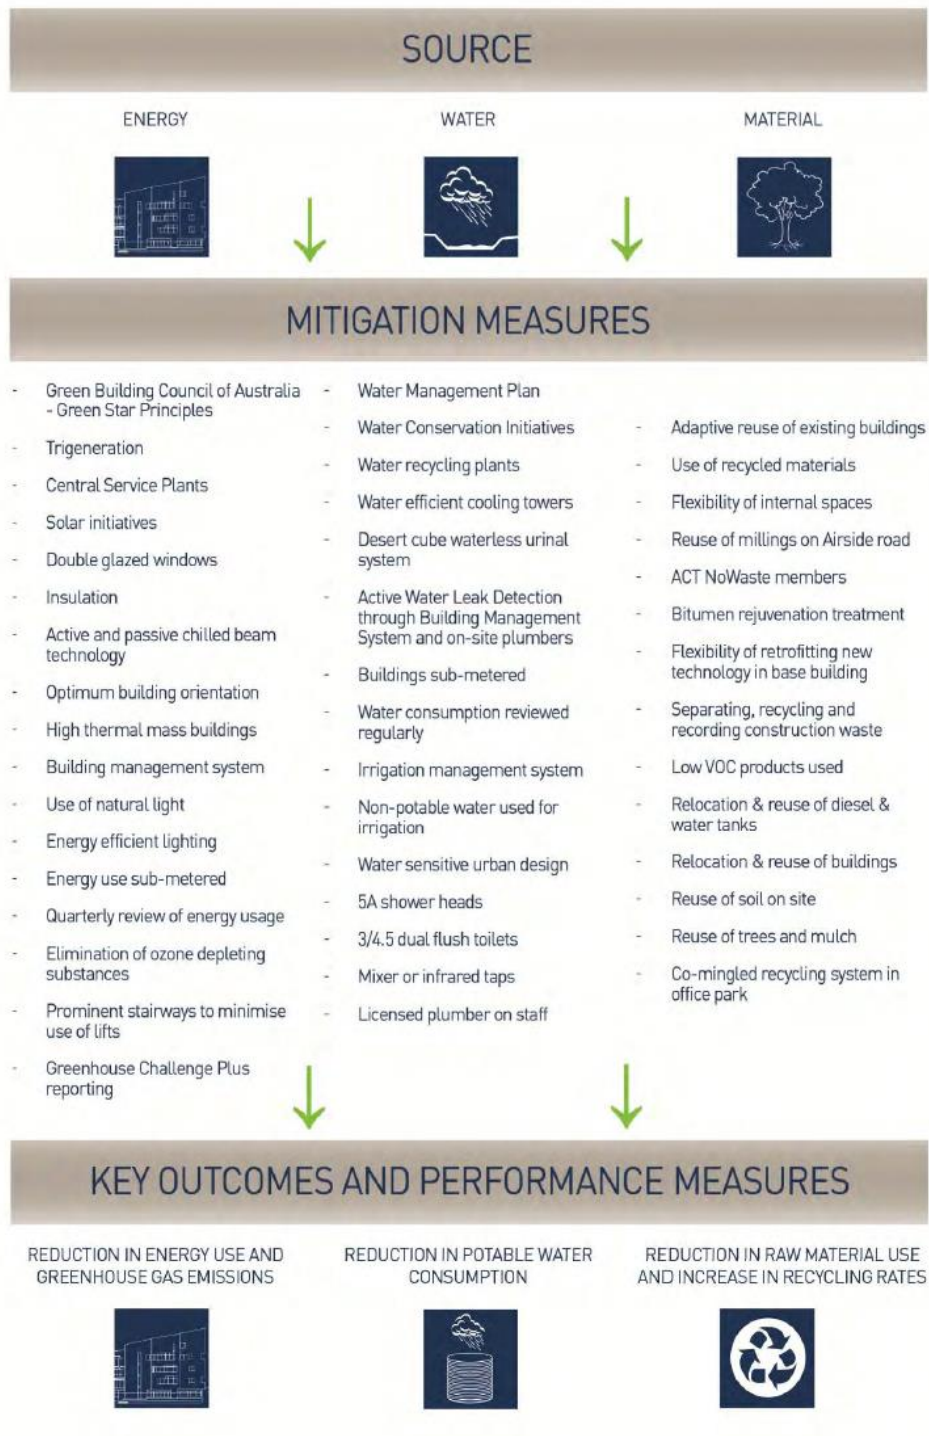 SOURCE
ENERGY
WATER
MATERIAL
MITIGATION MEASURES
- Green Building Council of Australia
- Green Star Principles
- Trigeneration
- Central Service Plants
- Solar initiatives
- Double glazed windows
- Insulation
- Active and passive chilled beam
technology
- Optimum building orientation
- High thermal mass buildings
- Building management system
- Use of natural light
- Energy efficient lighting
- Energy use sub-metered
- Quarterly review of energy usage
- Elimination of ozone depleting
substances
- Prominent stairways to minimise
use of lifts
- Greenhouse Challenge Plus
reporting
- Water Management Plan
- Water Conservation Initiatives
- Water recycling plants
- Water efficient cooling towers
- Desert cube waterless urinal
system
- Active Water Leak Detection
through Building Management
System and on-site plumbers
- Buildings sub-metered
- Water consumption reviewed
regularly
- Irrigation management system
- Non-potable water used for
irrigation
- Water sensitive urban design
- 5A shower heads
- 3/4.5 dual flush toilets
- Mixer or infrared taps
- Licensed plumber on staff
- Adaptive reuse of existing buildings
- Use of recycled materials
- Flexibility of internal spaces
- Reuse of millings on Airside road
- ACT NoWaste members
- Bitumen rejuvenation treatment
- Flexibility of retrofitting new
technology in base building
- Separating, recycling and
recording construction waste
- Low VOC products used
- Relocation & reuse of diesel &
water tanks
- Relocation & reuse of buildings
- Reuse of soil on site
- Reuse of trees and mulch
- Co-mingled recycling system in
office park
KEY OUTCOMES AND PERFORMANCE MEASURES
REDUCTION IN ENERGY USE AND
GREENHOUSE GAS EMISSIONS
REDUCTION IN POTABLE WATER
CONSUMPTION
REDUCTION IN RAW MATERIAL USE
AND INCREASE IN RECYCLING RATES